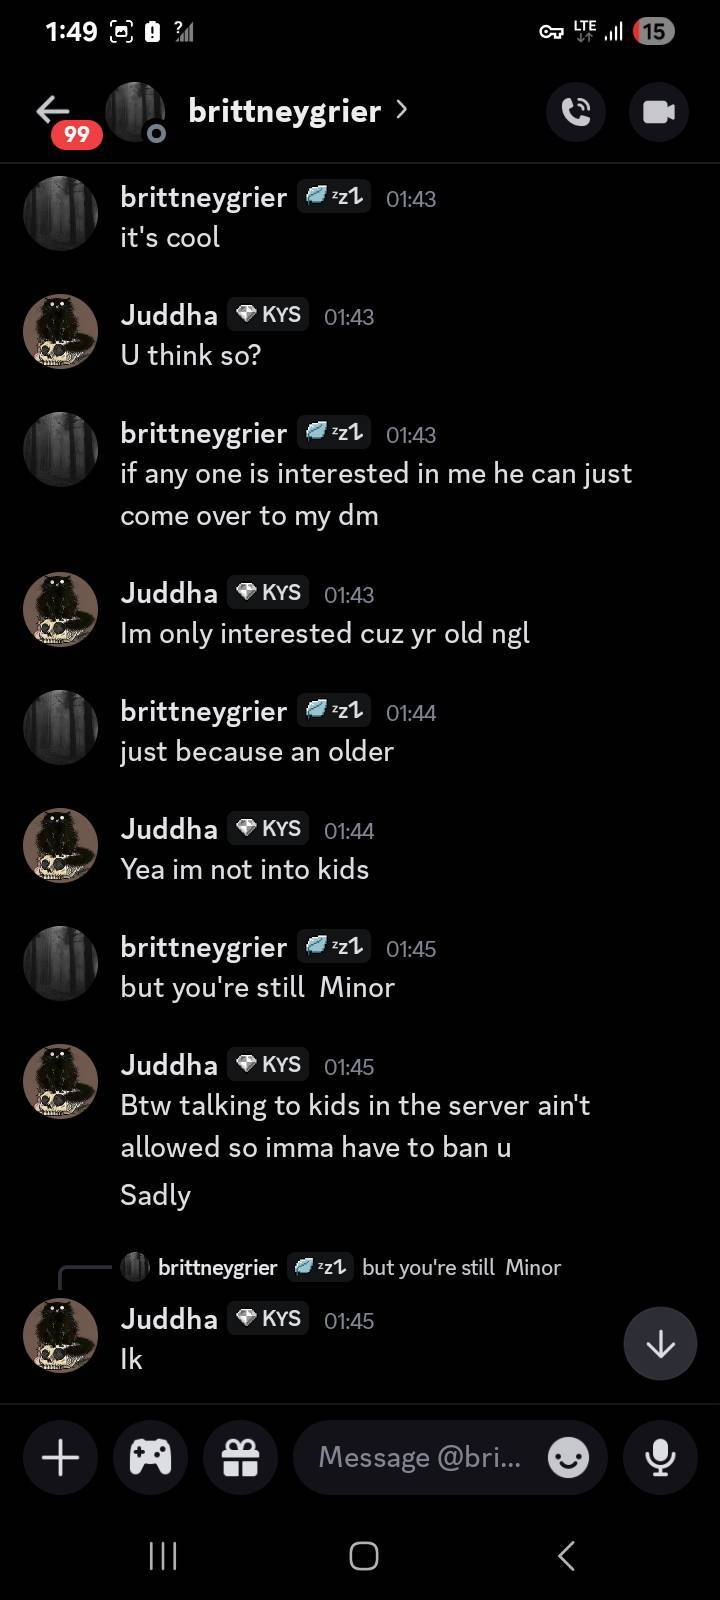 1:49 LTE 15
99 brittneygrier
brittneygrier zzZ 01:43
it's cool
Juddha KYS 01:43
U think so?
brittneygrier zzZ 01:43
if any one is interested in me he can just
come over to my dm
Juddha KYS 01:43
Im only interested cuz yr old ngl
brittneygrier zzZ 01:44
just because an older
Juddha KYS 01:44
Yea im not into kids
brittneygrier zzZ 01:45
but you're still  Minor
Juddha KYS 01:45
Btw talking to kids in the server ain't
allowed so imma have to ban u
Sadly
brittneygrier zzZ but you're still  Minor
Juddha KYS 01:45
Ik
Message @bri...